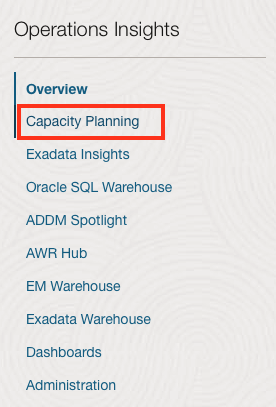 Operations Insights
Overview
Capacity Planning
Exadata Insights
Oracle SQL Warehouse
ADDM Spotlight
AWR Hub
EM Warehouse
Exadata Warehouse
Dashboards
Administration